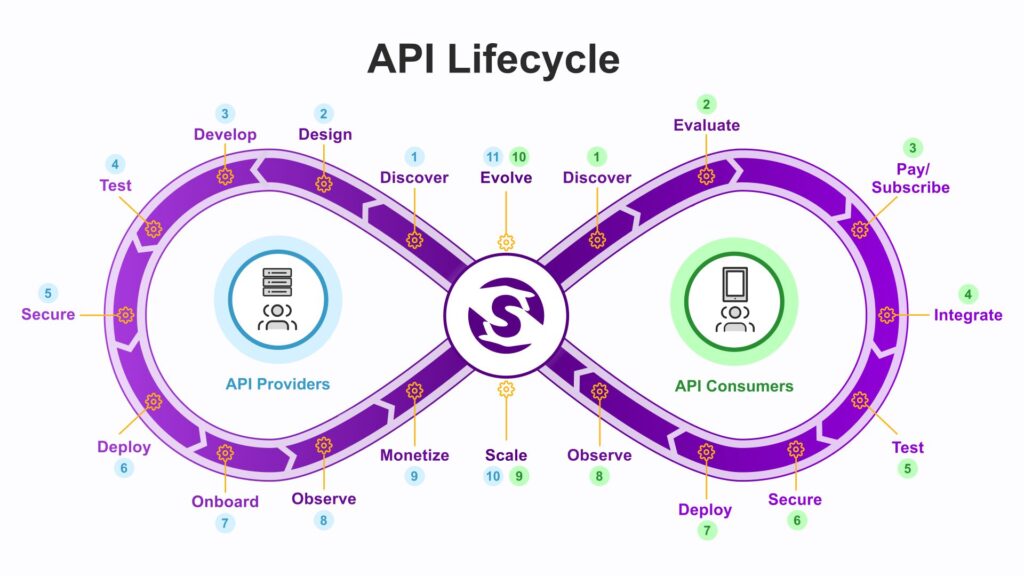 API Lifecycle
3
Develop
2
Design
1
Discover
11 10
Evolve
1
Discover
2
Evaluate
3
Pay/
Subscribe
4
Test
5
Secure
4
Integrate
API Providers
API Consumers
Deploy
6
Onboard
7
Observe
8
Monetize
9
Scale
10 9
Observe
8
Deploy
7
Secure
6
Test
5
S